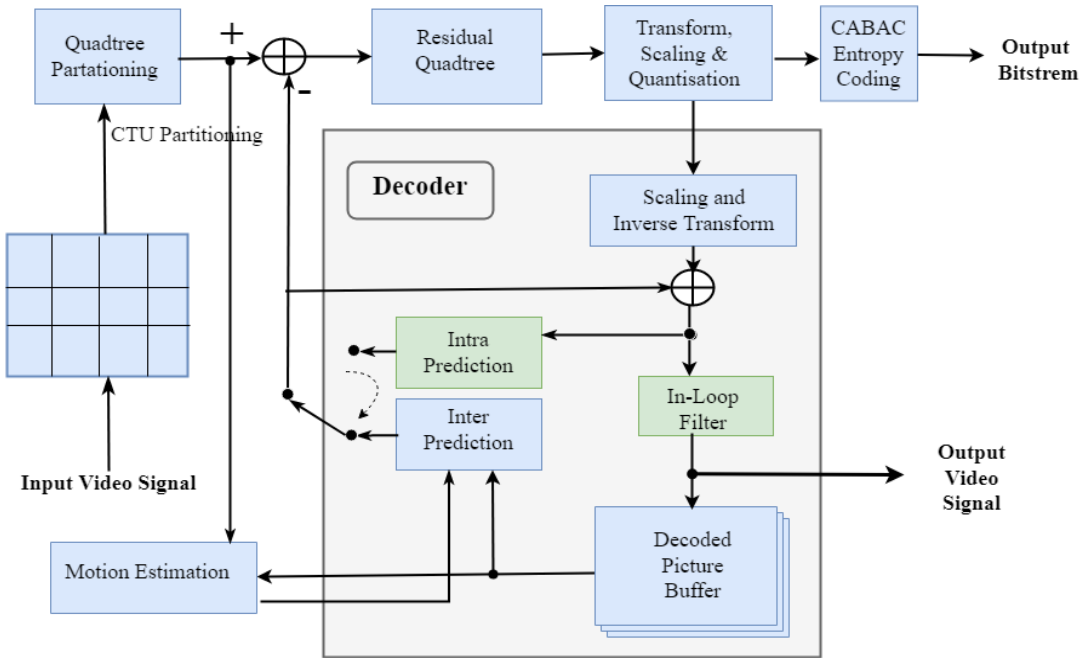 Quadtree
Partationing
+
-
Residual
Quadtree
Transform,
Scaling &
Quantisation
CABAC
Entropy
Coding
Output
Bitstrem
CTU Partitioning
Decoder
Scaling and
Inverse Transform
Intra
Prediction
In-Loop
Filter
Inter
Prediction
Input Video Signal
Output
Video
Signal
Decoded
Picture
Buffer
Motion Estimation